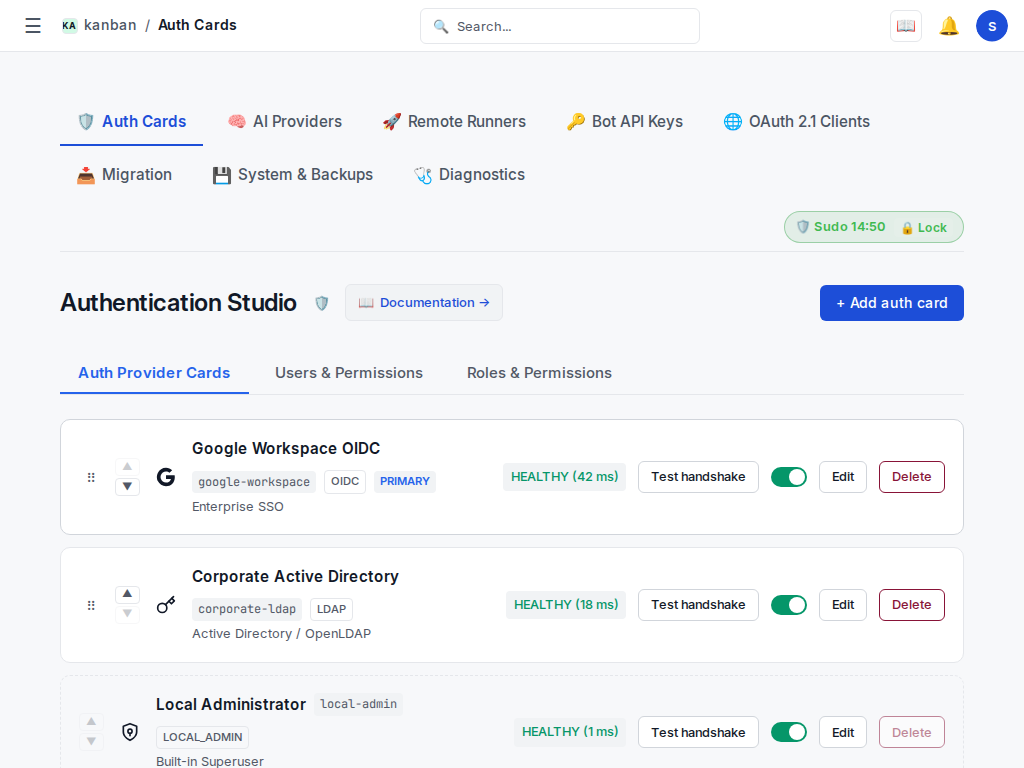 KA kanban / Auth Cards
Search...
S
Auth Cards
AI Providers
Remote Runners
Bot API Keys
OAuth 2.1 Clients
Migration
System & Backups
Diagnostics
Sudo 14:50
Lock
Authentication Studio
Documentation →
+ Add auth card
Auth Provider Cards
Users & Permissions
Roles & Permissions
Google Workspace OIDC
google-workspace OIDC PRIMARY
Enterprise SSO
HEALTHY (42 ms)
Test handshake
Edit
Delete
Corporate Active Directory
corporate-ldap LDAP
Active Directory / OpenLDAP
HEALTHY (18 ms)
Test handshake
Edit
Delete
Local Administrator local-admin
LOCAL_ADMIN
Built-in Superuser
HEALTHY (1 ms)
Test handshake
Edit
Delete